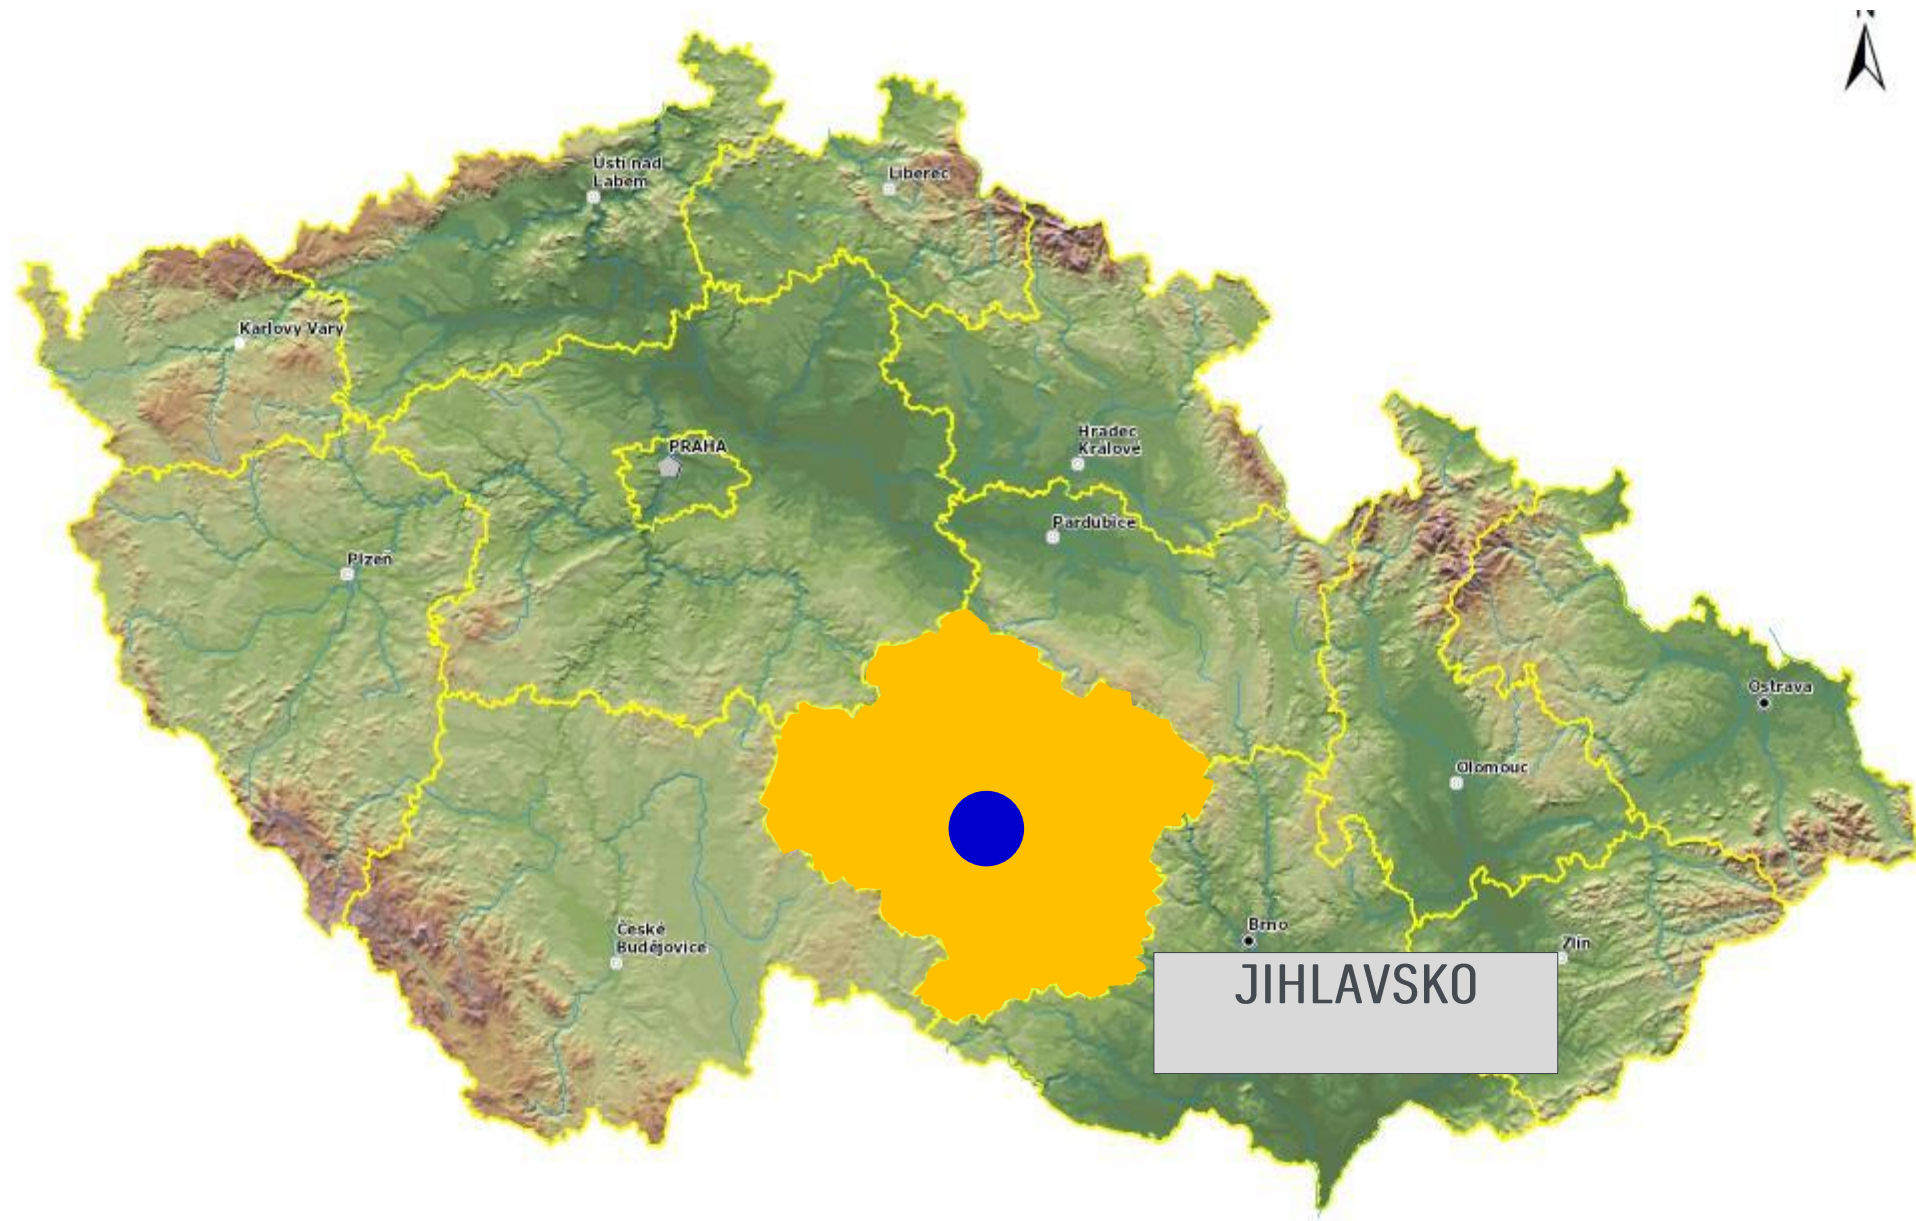 N
Ústí nad
Labem
Liberec
Karlovy Vary
PRAHA
Hradec
Králové
Pardubice
Plzeň
Ostrava
Olomouc
České
Budějovice
Brno
Zlín
JIHLAVSKO